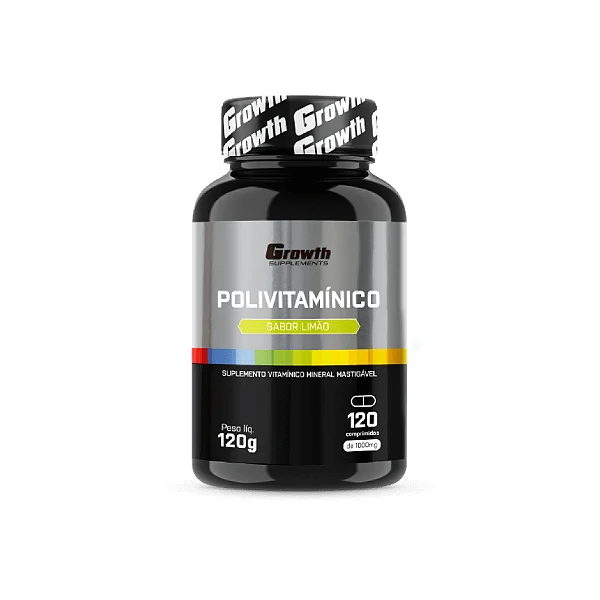 Growth
Growth
Growth
Growth
Growth
SUPPLEMENTS
POLIVITAMÍNICO
SABOR LIMÃO
SUPLEMENTO VITAMÍNICO MINERAL MASTIGÁVEL
Peso líq.
120g
120
comprimidos
de 1000mg